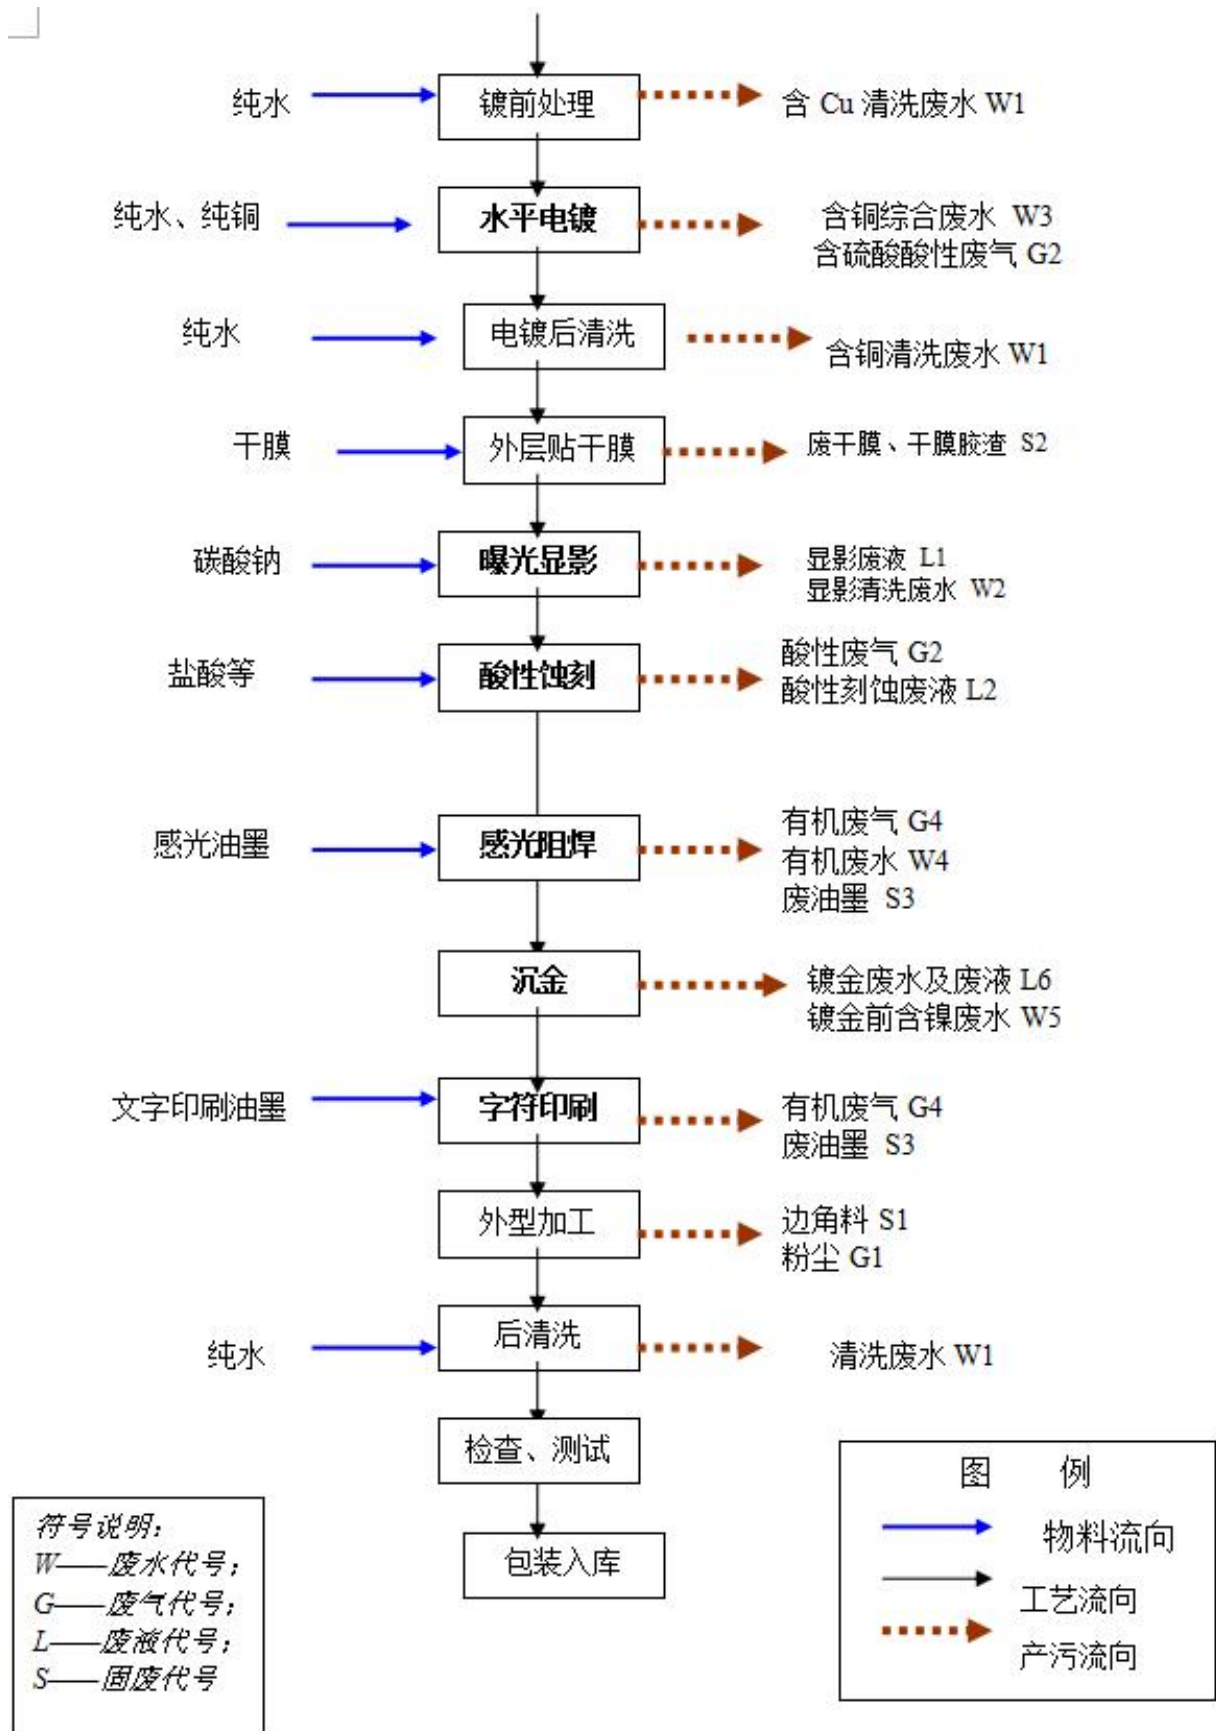 纯水
镀前处理
含 Cu 清洗废水 W1
纯水、纯铜
水平电镀
含铜综合废水 W3
含硫酸酸性废气 G2
纯水
电镀后清洗
含铜清洗废水 W1
干膜
外层贴干膜
废干膜、干膜胶渣 S2
碳酸钠
曝光显影
显影废液 L1
显影清洗废水 W2
盐酸等
酸性蚀刻
酸性废气 G2
酸性刻蚀废液 L2
感光油墨
感光阻焊
有机废气 G4
有机废水 W4
废油墨 S3
沉金
镀金废水及废液 L6
镀金前含镍废水 W5
文字印刷油墨
字符印刷
有机废气 G4
废油墨 S3
外型加工
边角料 S1
粉尘 G1
纯水
后清洗
清洗废水 W1
检查、测试
包装入库
符号说明：
W——废水代号；
G——废气代号；
L——废液代号；
S——固废代号
图 例
物料流向
工艺流向
产污流向